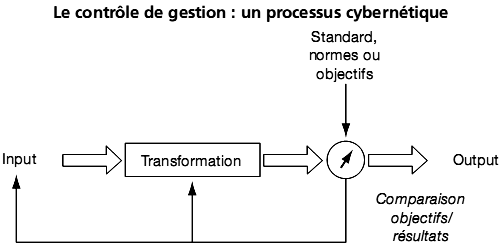 Le contrôle de gestion : un processus cybernétique
Standard,
normes ou
objectifs
Input
Transformation
Output
Comparaison
objectifs/
résultats